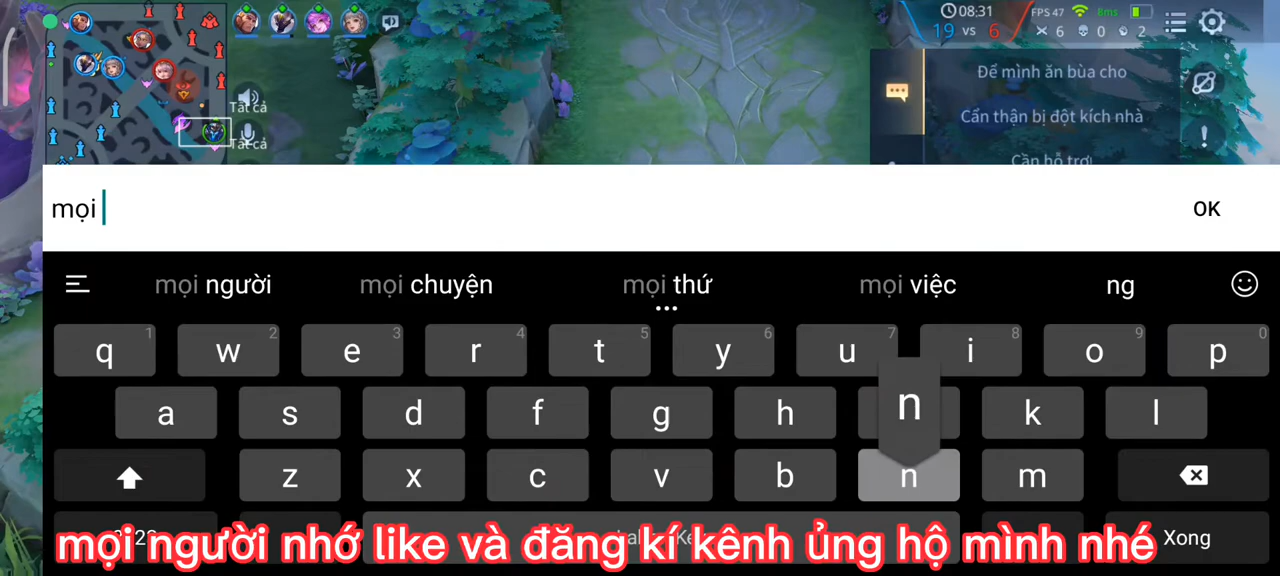 08:31
FPS 47
8ms
19 vs 6
6
0
2
Tất cả
Tất cả
Để mình ăn bùa cho
Cẩn thận bị đột kích nhà
Cần hỗ trợ!
mọi
OK
mọi người
mọi chuyện
mọi thứ
mọi việc
ng
q 1 w 2 e 3 r 4 t 5 y 6 u 7 i 8 o 9 p 0
a s d f g h n k l
z x c v b n m
Xong
mọi người nhớ like và đăng kí kênh ủng hộ mình nhé